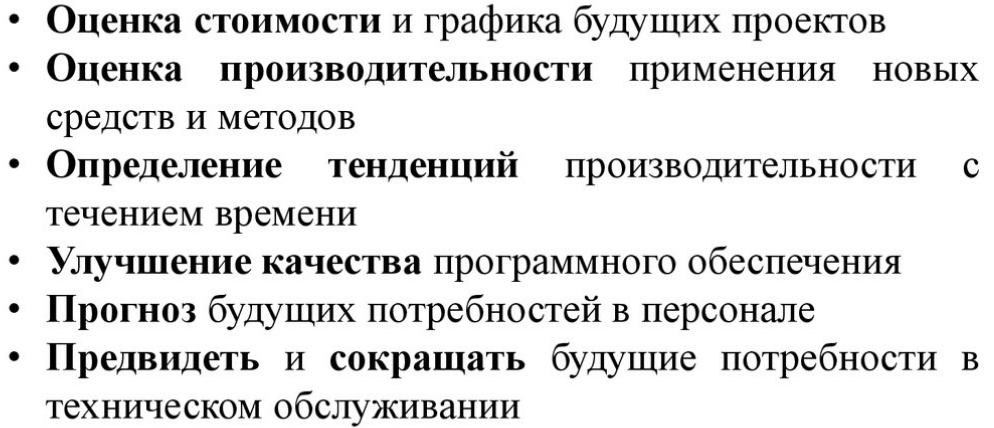 • Оценка стоимости и графика будущих проектов
• Оценка производительности применения новых
средств и методов
• Определение тенденций производительности с
течением времени
• Улучшение качества программного обеспечения
• Прогноз будущих потребностей в персонале
• Предвидеть и сокращать будущие потребности в
техническом обслуживании